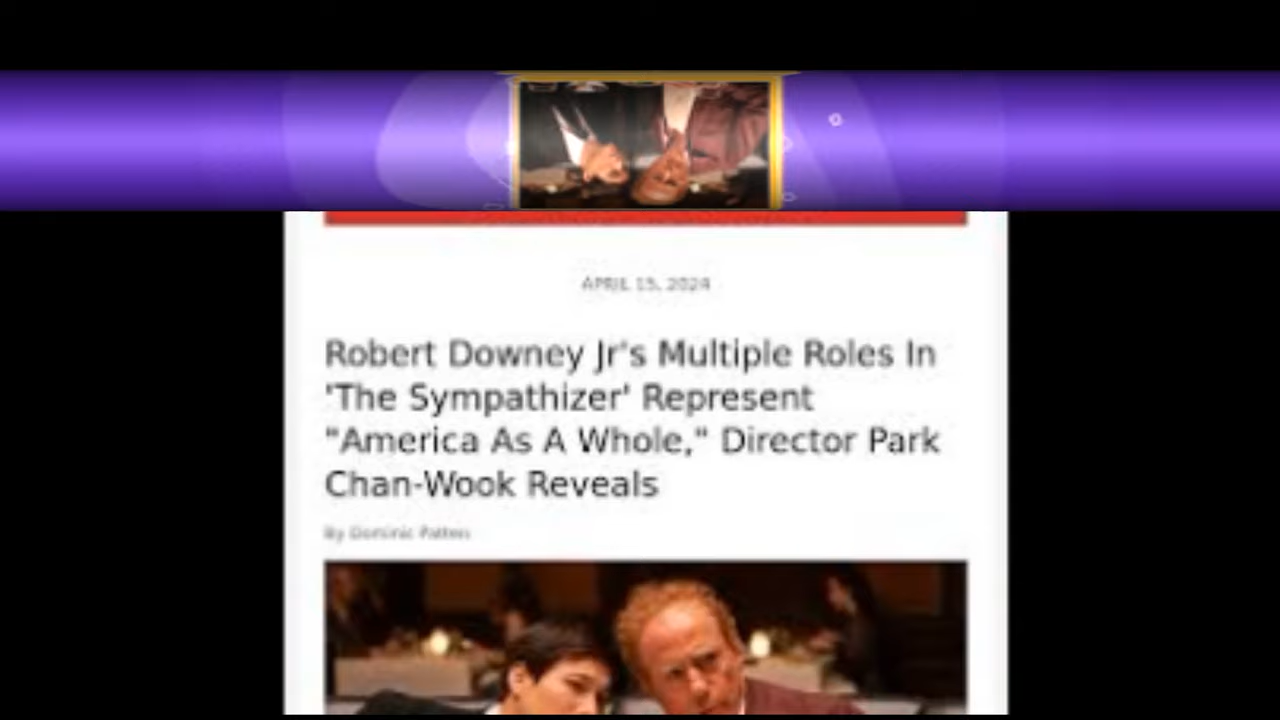 APRIL 15, 2024
Robert Downey Jr's Multiple Roles In
'The Sympathizer' Represent
"America As A Whole," Director Park
Chan-Wook Reveals
By Dominic Patten